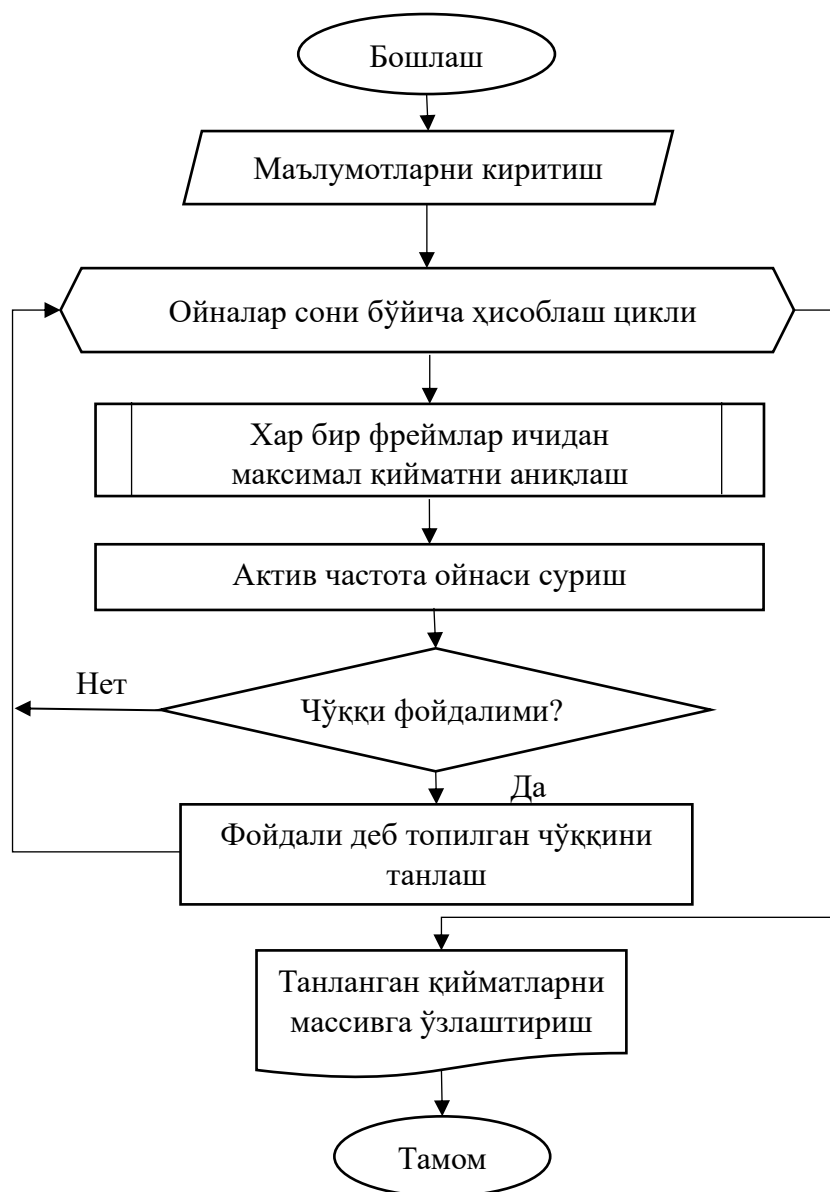 Бошлаш
Маълумотларни киритиш
Ойналар сони бўйича ҳисоблаш цикли
Хар бир фреймлар ичидан
максимал қийматни аниқлаш
Актив частота ойнаси суриш
Нет
Чўққи фойдалими?
Да
Фойдали деб топилган чўққини
танлаш
Танланган қийматларни
массивга ўзлаштириш
Тамом